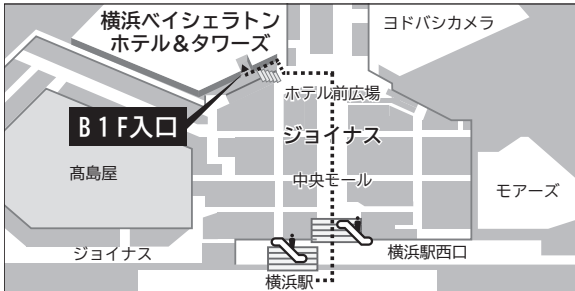 横浜ベイシェラトン
ホテル＆タワーズ
ヨドバシカメラ
ホテル前広場
B1F入口
ジョイナス
髙島屋
中央モール
モアーズ
ジョイナス
横浜駅西口
横浜駅